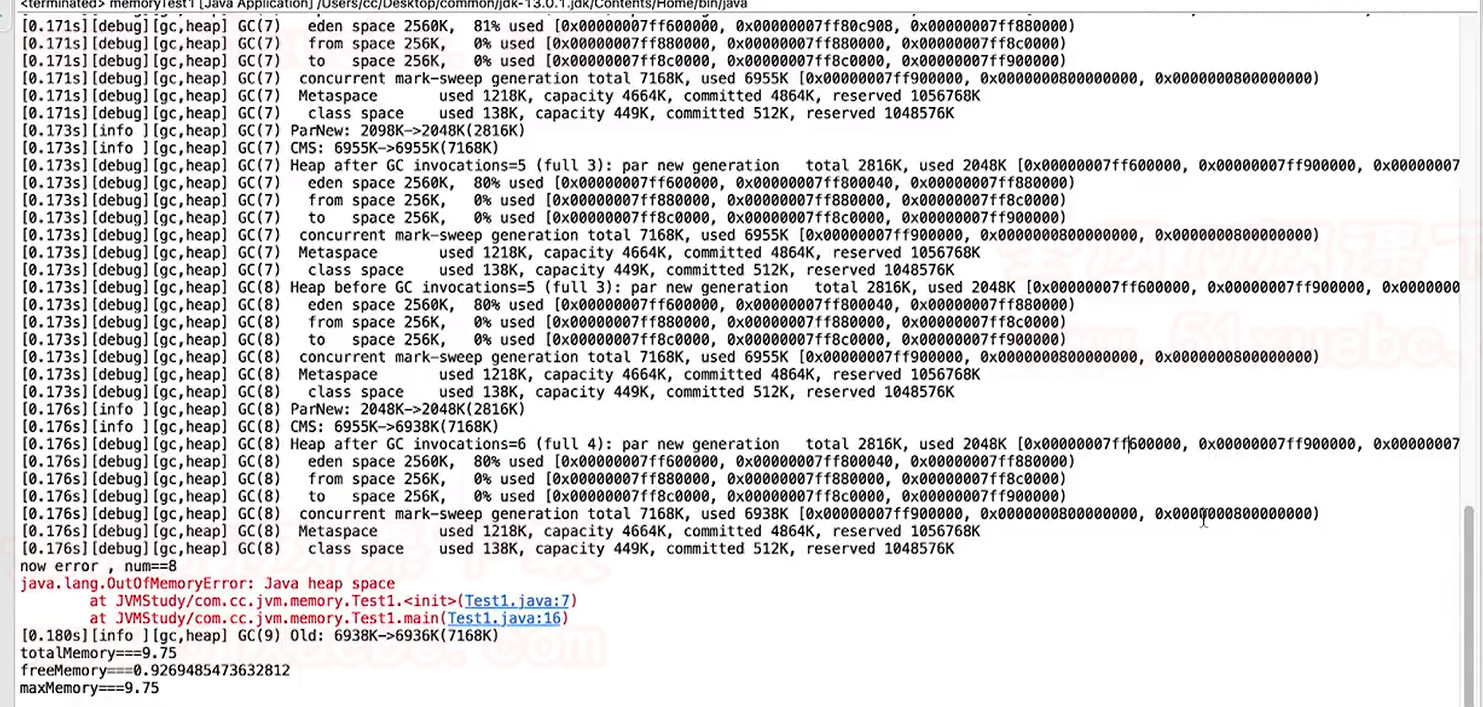 <terminated> memoryTest1 [Java Application] /Users/cc/Desktop/common/jdk-13.0.1.jdk/Contents/Home/bin/java
[0.171s][debug][gc,heap] GC(7)   eden space 2560K,  81% used [0x00000007ff600000, 0x00000007ff80c908, 0x00000007ff880000)
[0.171s][debug][gc,heap] GC(7)   from space 256K,   0% used [0x00000007ff880000, 0x00000007ff880000, 0x00000007ff8c0000)
[0.171s][debug][gc,heap] GC(7)   to   space 256K,   0% used [0x00000007ff8c0000, 0x00000007ff8c0000, 0x00000007ff900000)
[0.171s][debug][gc,heap] GC(7)  concurrent mark-sweep generation total 7168K, used 6955K [0x00000007ff900000, 0x0000000800000000, 0x0000000800000000)
[0.171s][debug][gc,heap] GC(7)  Metaspace       used 1218K, capacity 4664K, committed 4864K, reserved 1056768K
[0.171s][debug][gc,heap] GC(7)   class space    used 138K, capacity 449K, committed 512K, reserved 1048576K
[0.173s][info ][gc,heap] GC(7) ParNew: 2098K->2048K(2816K)
[0.173s][info ][gc,heap] GC(7) CMS: 6955K->6955K(7168K)
[0.173s][debug][gc,heap] GC(7) Heap after GC invocations=5 (full 3): par new generation   total 2816K, used 2048K [0x00000007ff600000, 0x00000007ff900000, 0x00000007
[0.173s][debug][gc,heap] GC(7)   eden space 2560K,  80% used [0x00000007ff600000, 0x00000007ff800040, 0x00000007ff880000)
[0.173s][debug][gc,heap] GC(7)   from space 256K,   0% used [0x00000007ff880000, 0x00000007ff880000, 0x00000007ff8c0000)
[0.173s][debug][gc,heap] GC(7)   to   space 256K,   0% used [0x00000007ff8c0000, 0x00000007ff8c0000, 0x00000007ff900000)
[0.173s][debug][gc,heap] GC(7)  concurrent mark-sweep generation total 7168K, used 6955K [0x00000007ff900000, 0x0000000800000000, 0x0000000800000000)
[0.173s][debug][gc,heap] GC(7)  Metaspace       used 1218K, capacity 4664K, committed 4864K, reserved 1056768K
[0.173s][debug][gc,heap] GC(7)   class space    used 138K, capacity 449K, committed 512K, reserved 1048576K
[0.173s][debug][gc,heap] GC(8) Heap before GC invocations=5 (full 3): par new generation   total 2816K, used 2048K [0x00000007ff600000, 0x00000007ff900000, 0x0000000
[0.173s][debug][gc,heap] GC(8)   eden space 2560K,  80% used [0x00000007ff600000, 0x00000007ff800040, 0x00000007ff880000)
[0.173s][debug][gc,heap] GC(8)   from space 256K,   0% used [0x00000007ff880000, 0x00000007ff880000, 0x00000007ff8c0000)
[0.173s][debug][gc,heap] GC(8)   to   space 256K,   0% used [0x00000007ff8c0000, 0x00000007ff8c0000, 0x00000007ff900000)
[0.173s][debug][gc,heap] GC(8)  concurrent mark-sweep generation total 7168K, used 6955K [0x00000007ff900000, 0x0000000800000000, 0x0000000800000000)
[0.173s][debug][gc,heap] GC(8)  Metaspace       used 1218K, capacity 4664K, committed 4864K, reserved 1056768K
[0.173s][debug][gc,heap] GC(8)   class space    used 138K, capacity 449K, committed 512K, reserved 1048576K
[0.176s][info ][gc,heap] GC(8) ParNew: 2048K->2048K(2816K)
[0.176s][info ][gc,heap] GC(8) CMS: 6955K->6938K(7168K)
[0.176s][debug][gc,heap] GC(8) Heap after GC invocations=6 (full 4): par new generation   total 2816K, used 2048K [0x00000007ff600000, 0x00000007ff900000, 0x00000007
[0.176s][debug][gc,heap] GC(8)   eden space 2560K,  80% used [0x00000007ff600000, 0x00000007ff800040, 0x00000007ff880000)
[0.176s][debug][gc,heap] GC(8)   from space 256K,   0% used [0x00000007ff880000, 0x00000007ff880000, 0x00000007ff8c0000)
[0.176s][debug][gc,heap] GC(8)   to   space 256K,   0% used [0x00000007ff8c0000, 0x00000007ff8c0000, 0x00000007ff900000)
[0.176s][debug][gc,heap] GC(8)  concurrent mark-sweep generation total 7168K, used 6938K [0x00000007ff900000, 0x0000000800000000, 0x0000000800000000)
[0.176s][debug][gc,heap] GC(8)  Metaspace       used 1218K, capacity 4664K, committed 4864K, reserved 1056768K
[0.176s][debug][gc,heap] GC(8)   class space    used 138K, capacity 449K, committed 512K, reserved 1048576K
now error , num==8
java.lang.OutOfMemoryError: Java heap space
        at JVMStudy/com.cc.jvm.memory.Test1.<init>(Test1.java:7)
        at JVMStudy/com.cc.jvm.memory.Test1.main(Test1.java:16)
[0.180s][info ][gc,heap] GC(9) Old: 6938K->6936K(7168K)
totalMemory===9.75
freeMemory===0.9269485473632812
maxMemory===9.75